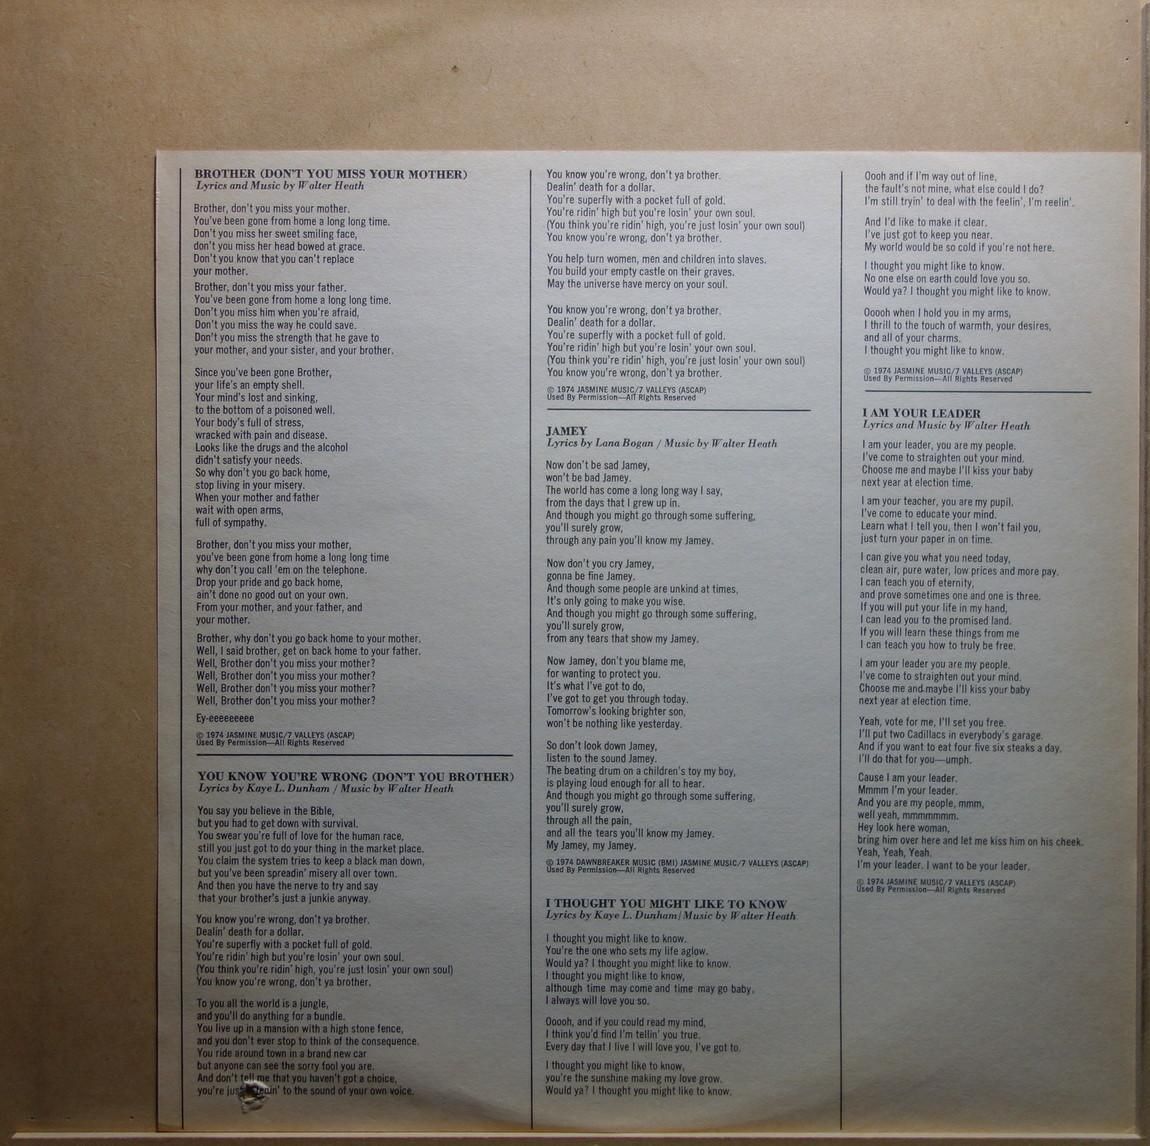 BROTHER (DON'T YOU MISS YOUR MOTHER)
Lyrics and Music by Walter Heath
Brother, don't you miss your mother.
You've been gone from home a long long time.
Don't you miss her sweet smiling face,
don't you miss her head bowed at grace.
Don't you know that you can't replace
your mother.
Brother, don't you miss your father.
You've been gone from home a long long time.
Don't you miss him when you're afraid,
Don't you miss the way he could save.
Don't you miss the strength that he gave to
your mother, and your sister, and your brother.
Since you've been gone Brother,
your life's an empty shell.
Your mind's lost and sinking,
to the bottom of a poisoned well.
Your body's full of stress,
wracked with pain and disease.
Looks like the drugs and the alcohol
didn't satisfy your needs.
So why don't you go back home,
stop living in your misery.
When your mother and father
wait with open arms,
full of sympathy.
Brother, don't you miss your mother,
you've been gone from home a long long time
why don't you call 'em on the telephone.
Drop your pride and go back home,
ain't done no good out on your own.
From your mother, and your father, and
your mother.
Brother, why don't you go back home to your mother.
Well, I said brother, get on back home to your father.
Well, Brother don't you miss your mother?
Well, Brother don't you miss your mother?
Well, Brother don't you miss your mother?
Well, Brother don't you miss your mother?
Ey-eeeeeeeee
© 1974 JASMINE MUSIC/7 VALLEYS (ASCAP)
Used By Permission—All Rights Reserved
YOU KNOW YOU'RE WRONG (DON'T YOU BROTHER)
Lyrics by Kaye L. Dunham / Music by Walter Heath
You say you believe in the Bible,
but you had to get down with survival.
You swear you're full of love for the human race,
still you just got to do your thing in the market place.
You claim the system tries to keep a black man down,
but you've been spreadin' misery all over town.
And then you have the nerve to try and say
that your brother's just a junkie anyway.
You know you're wrong, don't ya brother.
Dealin' death for a dollar.
You're superfly with a pocket full of gold.
You're ridin' high but you're losin' your own soul.
(You think you're ridin' high, you're just losin' your own soul)
You know you're wrong, don't ya brother.
To you all the world is a jungle,
and you'll do anything for a bundle.
You live up in a mansion with a high stone fence,
and you don't ever stop to think of the consequence.
You ride around town in a brand new car
but anyone can see the sorry fool you are.
And don't tell me that you haven't got a choice,
you're to the sound of your own voice.
You know you're wrong, don't ya brother.
Dealin' death for a dollar.
You're superfly with a pocket full of gold.
You're ridin' high but you're losin' your own soul.
(You think you're ridin' high, you're just losin' your own soul)
You know you're wrong, don't ya brother.
You help turn women, men and children into slaves.
You build your empty castle on their graves.
May the universe have mercy on your soul.
You know you're wrong, don't ya brother.
Dealin' death for a dollar.
You're superfly with a pocket full of gold.
You're ridin' high but you're losin' your own soul.
(You think you're ridin' high, you're just losin' your own soul)
You know you're wrong, don't ya brother.
© 1974 JASMINE MUSIC/7 VALLEYS (ASCAP)
Used By Permission—All Rights Reserved
JAMEY
Lyrics by Lana Bogan / Music by Walter Heath
Now don't be sad Jamey,
won't be bad Jamey.
The world has come a long long way I say,
from the days that I grew up in.
And though you might go through some suffering,
you'll surely grow,
through any pain you'll know my Jamey.
Now don't you cry Jamey,
gonna be fine Jamey.
And though some people are unkind at times,
It's only going to make you wise.
And though you might go through some suffering,
you'll surely grow,
from any tears that show my Jamey.
Now Jamey, don't you blame me,
for wanting to protect you.
It's what I've got to do,
I've got to get you through today.
Tomorrow's looking brighter son,
won't be nothing like yesterday.
So don't look down Jamey,
listen to the sound Jamey.
The beating drum on a children's toy my boy,
is playing loud enough for all to hear.
And though you might go through some suffering,
you'll surely grow,
through all the pain,
and all the tears you'll know my Jamey.
My Jamey, my Jamey.
© 1974 DAWNBREAKER MUSIC (BMI) JASMINE MUSIC/7 VALLEYS (ASCAP)
Used By Permission—All Rights Reserved
I THOUGHT YOU MIGHT LIKE TO KNOW
Lyrics by Kaye L. Dunham/Music by Walter Heath
I thought you might like to know.
You're the one who sets my life aglow.
Would ya? I thought you might like to know.
I thought you might like to know,
although time may come and time may go baby,
I always will love you so.
Ooooh, and if you could read my mind,
I think you'd find I'm tellin' you true.
Every day that I live I will love you, I've got to.
I thought you might like to know,
you're the sunshine making my love grow.
Would ya? I thought you might like to know.
Oooh and if I'm way out of line,
the fault's not mine, what else could I do?
I'm still tryin' to deal with the feelin', I'm reelin'.
And I'd like to make it clear.
I've just got to keep you near.
My world would be so cold if you're not here.
I thought you might like to know.
No one else on earth could love you so.
Would ya? I thought you might like to know.
Ooooh when I hold you in my arms,
I thrill to the touch of warmth, your desires,
and all of your charms.
I thought you might like to know.
© 1974 JASMINE MUSIC/7 VALLEYS (ASCAP)
Used By Permission—All Rights Reserved
I AM YOUR LEADER
Lyrics and Music by Walter Heath
I am your leader, you are my people.
I've come to straighten out your mind.
Choose me and maybe I'll kiss your baby
next year at election time.
I am your teacher, you are my pupil.
I've come to educate your mind.
Learn what I tell you, then I won't fail you,
just turn your paper in on time.
I can give you what you need today,
clean air, pure water, low prices and more pay.
I can teach you of eternity,
and prove sometimes one and one is three.
If you will put your life in my hand,
I can lead you to the promised land.
If you will learn these things from me
I can teach you how to truly be free.
I am your leader you are my people.
I've come to straighten out your mind.
Choose me and maybe I'll kiss your baby
next year at election time.
Yeah, vote for me, I'll set you free.
I'll put two Cadillacs in everybody's garage.
And if you want to eat four five six steaks a day.
I'll do that for you—umph.
Cause I am your leader.
Mmmm I'm your leader.
And you are my people, mmm,
well yeah, mmmmmmm.
Hey look here woman,
bring him over here and let me kiss him on his cheek.
Yeah, Yeah, Yeah.
I'm your leader. I want to be your leader.
© 1974 JASMINE MUSIC/7 VALLEYS (ASCAP)
Used By Permission—All Rights Reserved